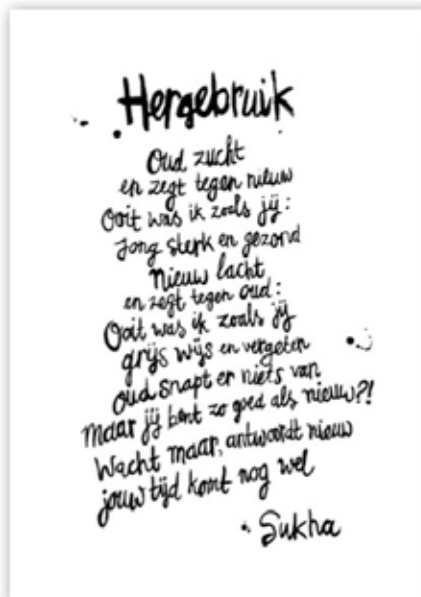 Hergebruik
Oud zucht
en zegt tegen nieuw
Ooit was ik zoals jij:
Jong sterk en gezond
Nieuw lacht
en zegt tegen oud:
Ooit was ik zoals jij
grijs wijs en vergeten
oud snapt er niets van
Maar jij bent zo goed als nieuw?!
Wacht maar, antwoordt nieuw
jouw tijd komt nog wel
Sukha